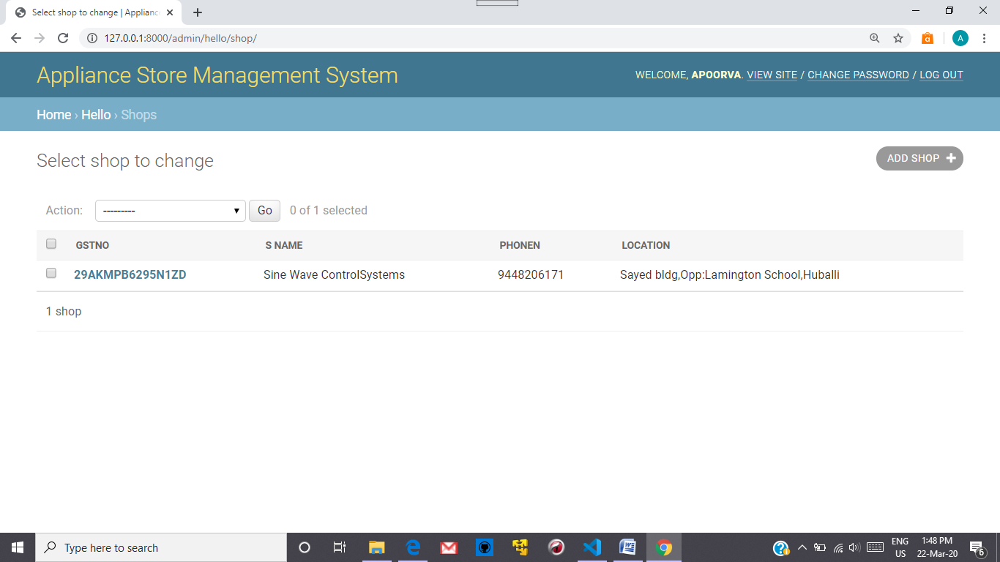 Select shop to change | Applianc
127.0.0.1:8000/admin/hello/shop/
A
Appliance Store Management System
WELCOME, APOORVA. VIEW SITE / CHANGE PASSWORD / LOG OUT
Home › Hello › Shops
Select shop to change
ADD SHOP
Action: --------- Go 0 of 1 selected
GSTNO S NAME PHONEN LOCATION
29AKMPB6295N1ZD Sine Wave ControlSystems 9448206171 Sayed bldg,Opp:Lamington School,Huballi
1 shop
Type here to search
ENG
US
1:48 PM
22-Mar-20
6